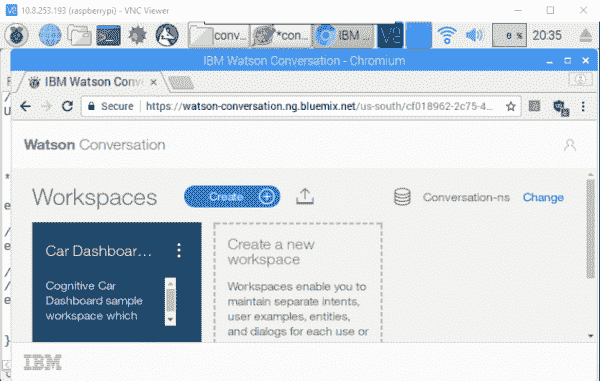 10.8.253.193 (raspberrypi) - VNC Viewer
conv...
*con...
IBM ...
0 %
20:35
IBM Watson Conversation - Chromium
IBM Watson Conve
Secure
https://watson-conversation.ng.bluemix.net/us-south/cf018962-2c75-4...
Watson Conversation
Workspaces
Create
Conversation-ns
Change
Car Dashboar...
Cognitive Car
Dashboard sample
workspace which
Create a new
workspace
Workspaces enable you to
maintain separate intents,
user examples, entities,
and dialogs for each use or
IBM